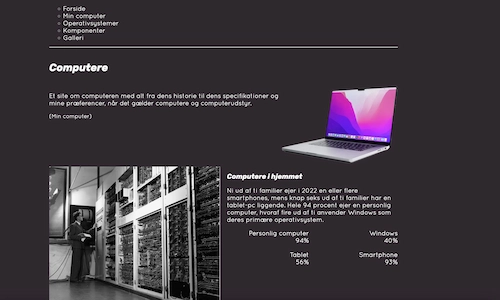 Forside
Min computer
Operativsystemer
Komponenter
Galleri
Computere
Et site om computeren med alt fra dens historie til dens specifikationer og
mine præferencer, når det gælder computere og computerudstyr.
(Min computer)
Computere i hjemmet
Ni ud af ti familier ejer i 2022 en eller flere
smartphones, mens knap seks ud af ti familier har en
tablet-pc liggende. Hele 94 procent ejer en personlig
computer, hvoraf fire ud af ti anvender Windows som
deres primære operativsystem.
Personlig computer
94%
Windows
40%
Tablet
56%
Smartphone
93%